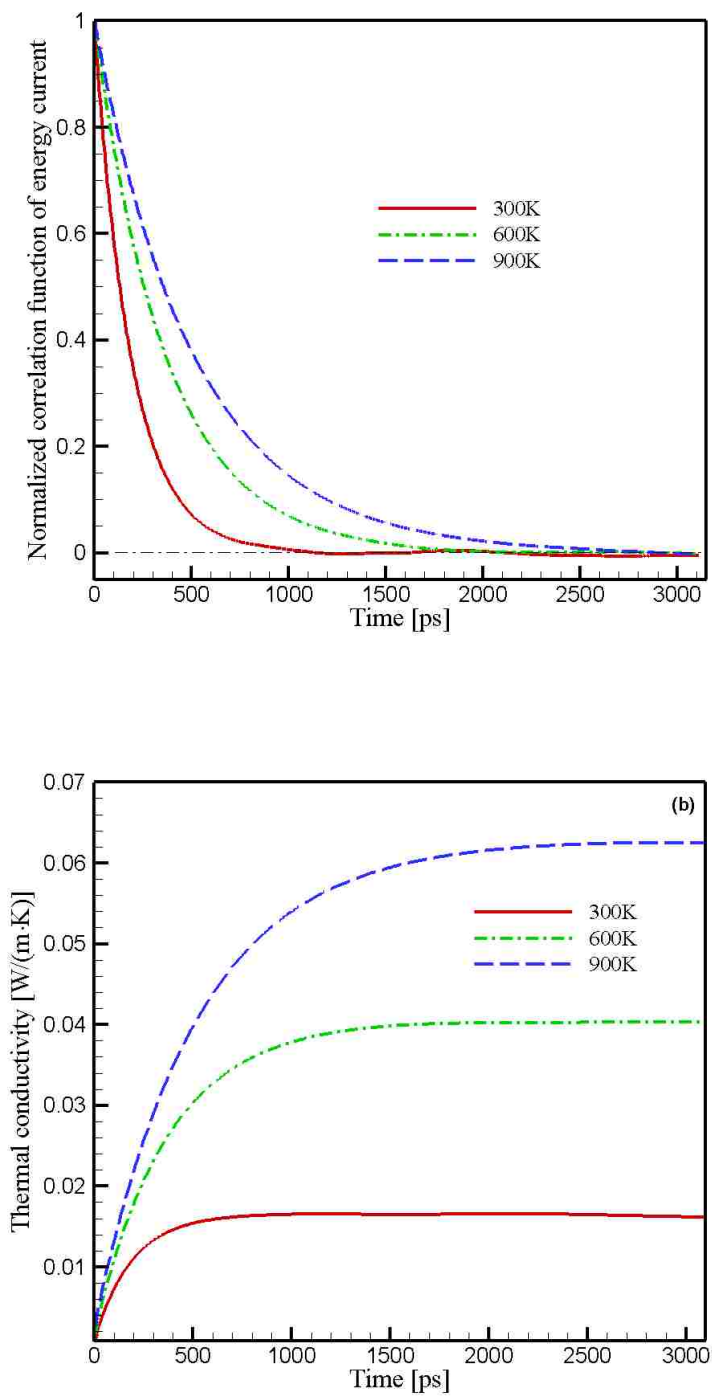 Normalized correlation function of energy current
1
0.8
0.6
0.4
0.2
0
300K
600K
900K
0 500 1000 1500 2000 2500 3000
Time [ps]
Thermal conductivity [W/(m·K)]
0.07
0.06
0.05
0.04
0.03
0.02
0.01
(b)
300K
600K
900K
0 500 1000 1500 2000 2500 3000
Time [ps]